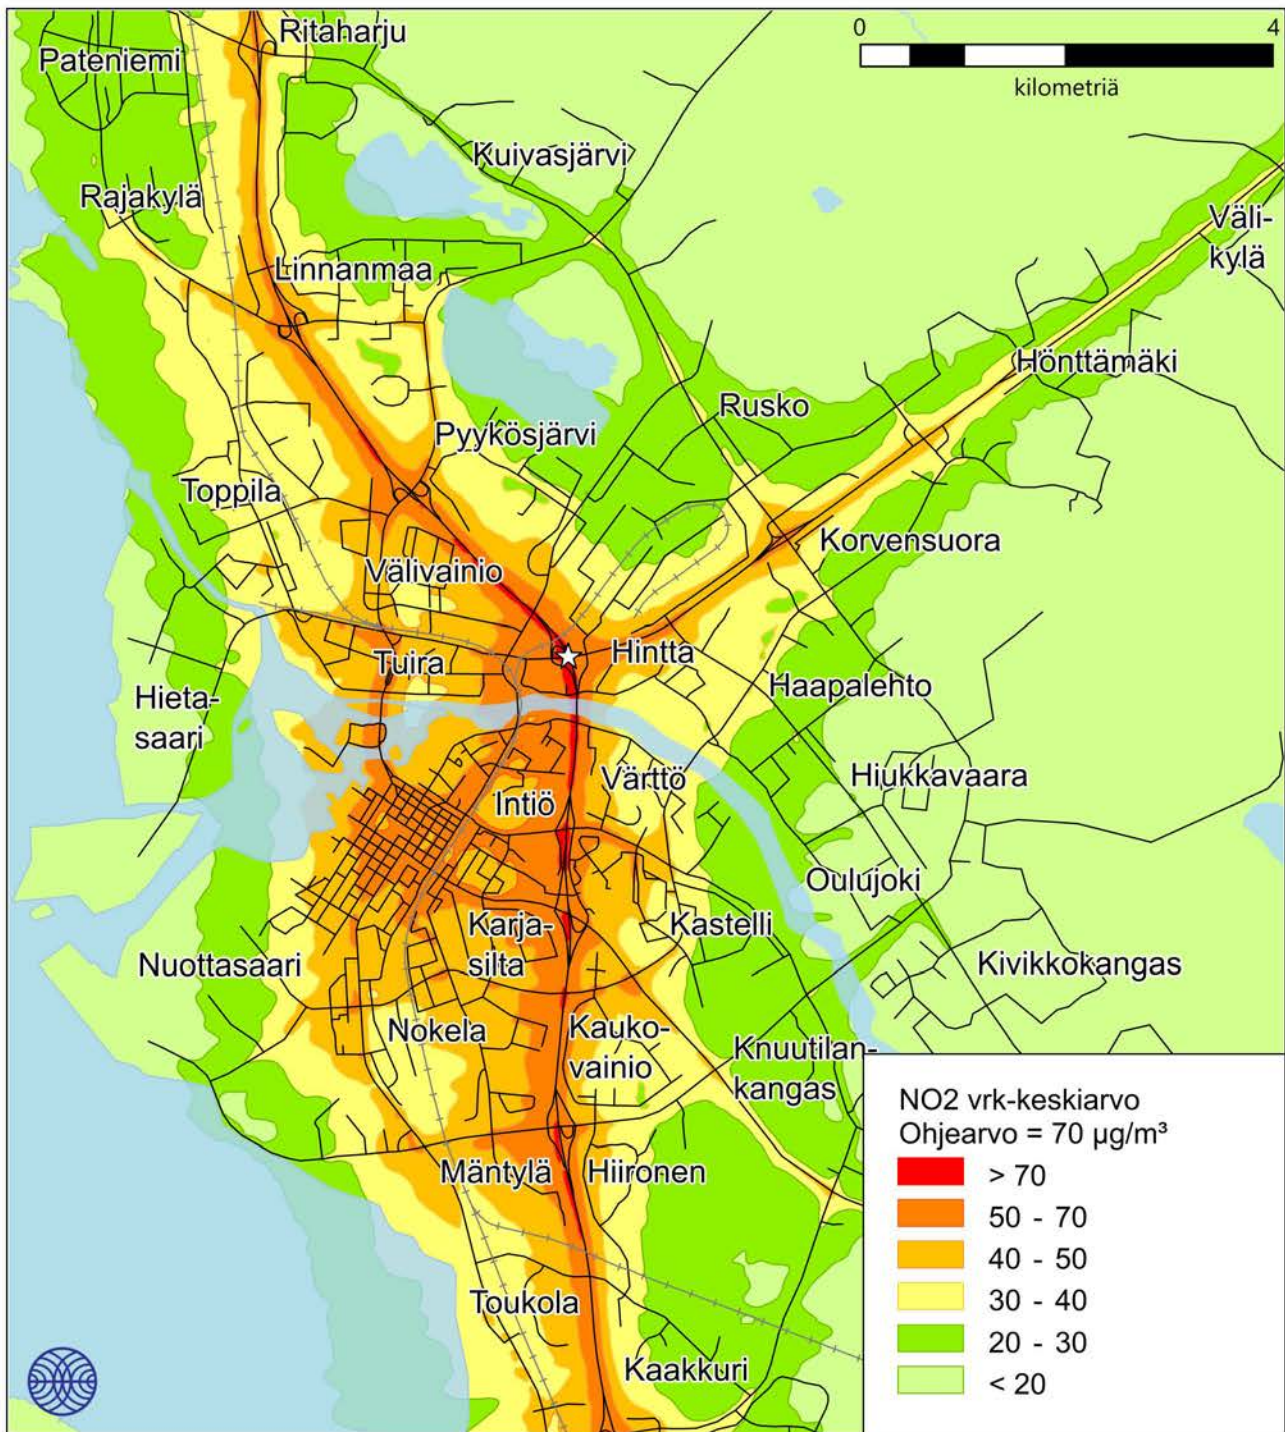 Ritaharju
0
4
Pateniemi
kilometriä
Kuivasjärvi
Rajakylä
Väli-
kylä
Linnanmaa
Hönttämäki
Rusko
Pyykösjärvi
Toppila
Korvensuora
Välivainio
Hintta
Tuira
Haapalehto
Hieta-
saari
Hiukkavaara
Värttö
Intiö
Oulujoki
Karja-
silta
Kastelli
Nuottasaari
Kivikkokangas
Nokela
Kauko-
vainio
Knuutilan-
kangas
NO2 vrk-keskiarvo
Ohjearvo = 70 µg/m³
> 70
50 - 70
40 - 50
30 - 40
20 - 30
< 20
Mäntylä
Hiironen
Toukola
Kaakkuri